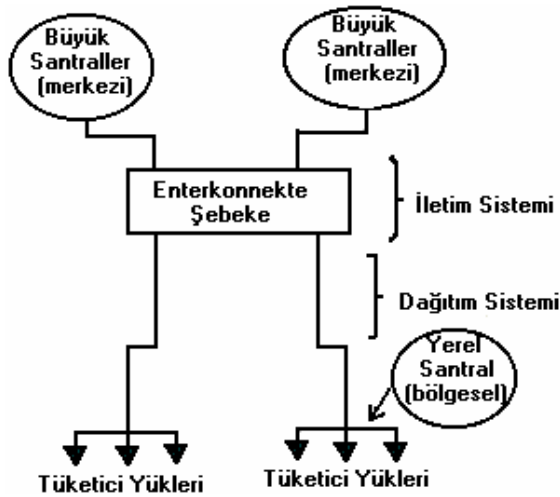 Büyük
Santraller
(merkezi)
Büyük
Santraller
(merkezi)
Enterkonnekte
Şebeke
İletim Sistemi
Dağıtım Sistemi
Yerel
Santral
(bölgesel)
Tüketici Yükleri
Tüketici Yükleri